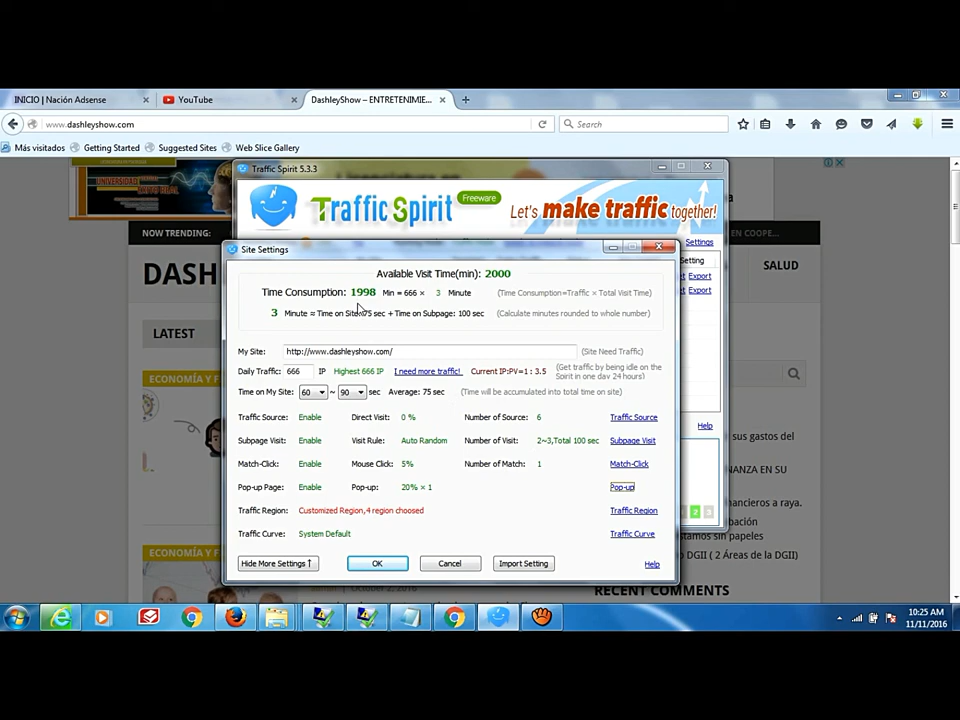 INICIO | Nación Adsense
YouTube
DashleyShow – ENTRETENIMIE...
www.dashleyshow.com
Search
Más visitados
Getting Started
Suggested Sites
Web Slice Gallery
Traffic Spirit 5.3.3
Traffic Spirit
Freeware
Let's make traffic together!
NOW TRENDING:
EN COOPE...
Settings
Setting
Export
Export
DASH
SALUD
LATEST
Site Settings
Available Visit Time(min): 2000
Time Consumption: 1998 Min = 666 × 3 Minute (Time Consumption=Traffic × Total Visit Time)
3 Minute ≈ Time on Site:75 sec + Time on Subpage: 100 sec (Calculate minutes rounded to whole number)
My Site: http://www.dashleyshow.com/ (Site Need Traffic)
Daily Traffic: 666 IP Highest 666 IP I need more traffic! Current IP:PV=1 : 3.5 (Get traffic by being idle on the Spirit in one day 24 hours)
Time on My Site: 60 ~ 90 sec Average: 75 sec (Time will be accumulated into total time on site)
Traffic Source: Enable Direct Visit: 0 % Number of Source: 6 Traffic Source
Subpage Visit: Enable Visit Rule: Auto Random Number of Visit: 2~3,Total 100 sec Subpage Visit
Match-Click: Enable Mouse Click: 5% Number of Match: 1 Match-Click
Pop-up Page: Enable Pop-up: 20% × 1 Pop-up
Traffic Region: Customized Region,4 region choosed Traffic Region
Traffic Curve: System Default Traffic Curve
Hide More Settings↑ OK Cancel Import Setting Help
Help
ECONOMÍA Y F
ECONOMÍA Y F
sus gastos del
NANZA EN SU
ncieros a raya.
bación
stamos sin papeles
DGII ( 2 Áreas de la DGII)
2 3
October 2, 2016
RECENT COMMENTS
10:25 AM
11/11/2016